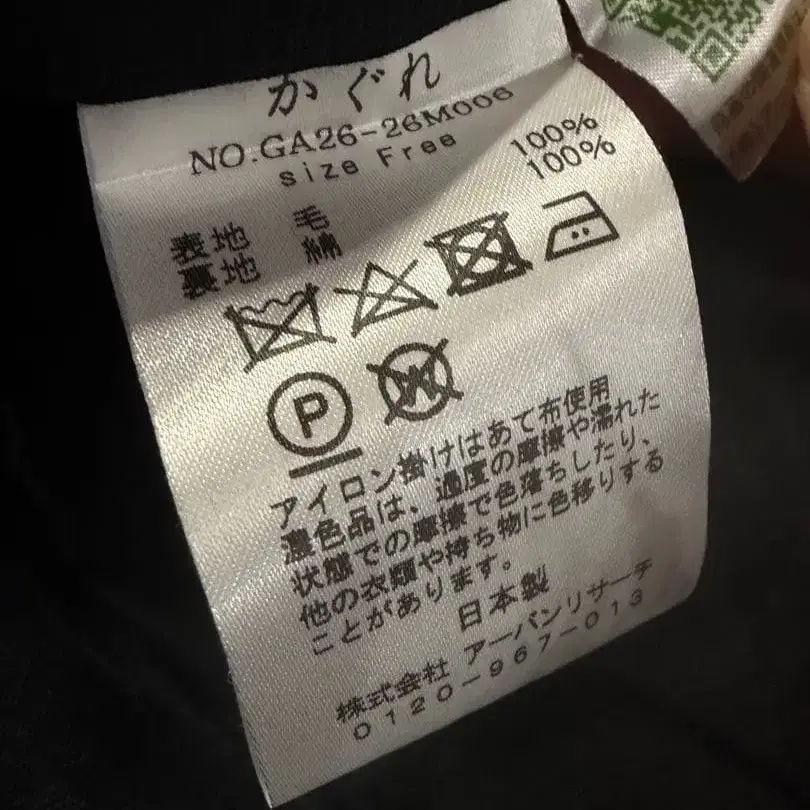 かぐれ
NO.GA26-26M006
size Free
表地 毛 100%
裏地 綿 100%
P
W
アイロン掛けはあて布使用
濃色品は、過度の摩擦や濡れた
状態での摩擦で色落ちしたり、
他の衣類や持ち物に色移りする
ことがあります。
日本製
株式会社 アーバンリサーチ
0120-967-013